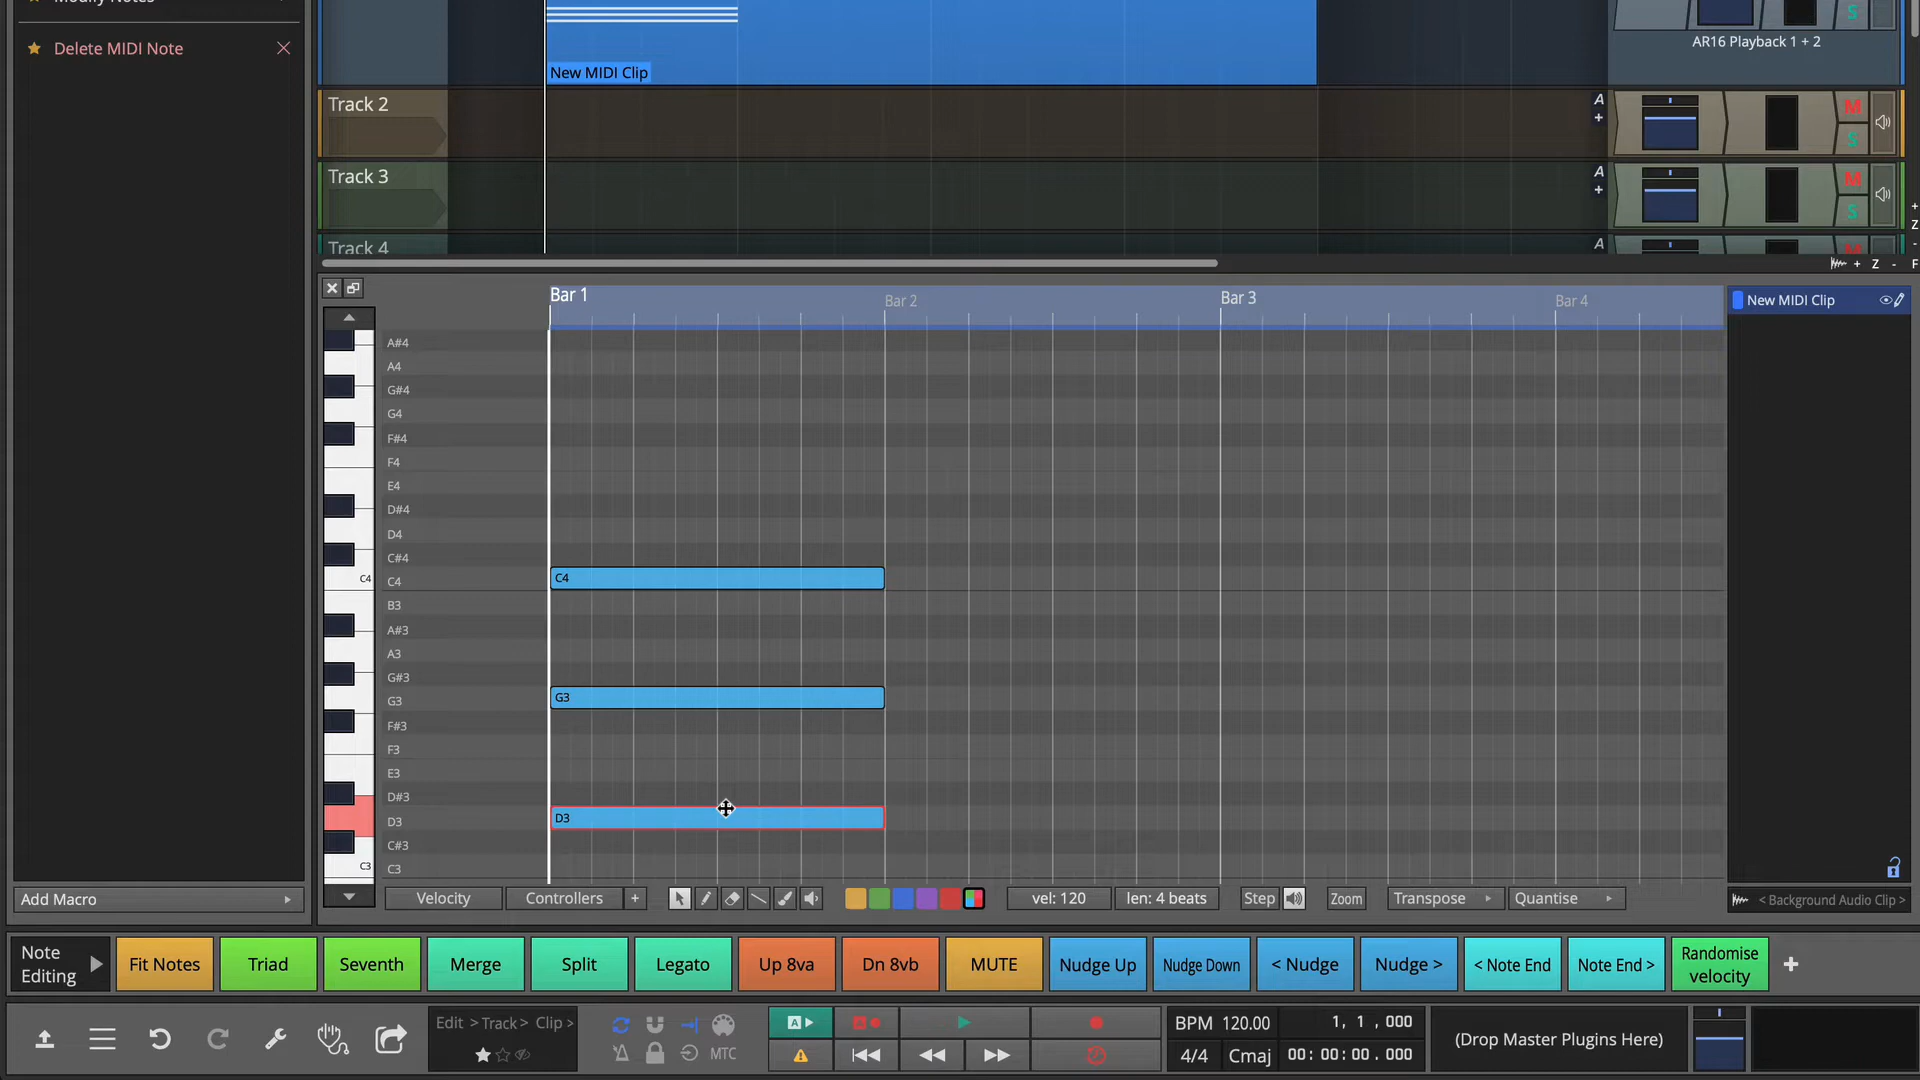 Modify Notes
Delete MIDI Note
New MIDI Clip
S
AR16 Playback 1 + 2
Track 2
A
+
M
S
Track 3
A
+
M
S
+
Z
-
Track 4
A
M
+ Z - F
Bar 1
Bar 2
Bar 3
Bar 4
New MIDI Clip
A#4
A4
G#4
G4
F#4
F4
E4
D#4
D4
C#4
C4
C4
C4
B3
A#3
A3
G#3
G3
G3
F#3
F3
E3
D#3
D3
D3
C#3
C3
C3
Add Macro
Velocity
Controllers
+
vel: 120
len: 4 beats
Step
Zoom
Transpose
Quantise
< Background Audio Clip >
Note Editing
Fit Notes
Triad
Seventh
Merge
Split
Legato
Up 8va
Dn 8vb
MUTE
Nudge Up
Nudge Down
< Nudge
Nudge >
< Note End
Note End >
Randomise velocity
+
Edit > Track > Clip >
MTC
A
A
BPM 120.00
1, 1 , 000
4/4
Cmaj
00: 00: 00 . 000
(Drop Master Plugins Here)